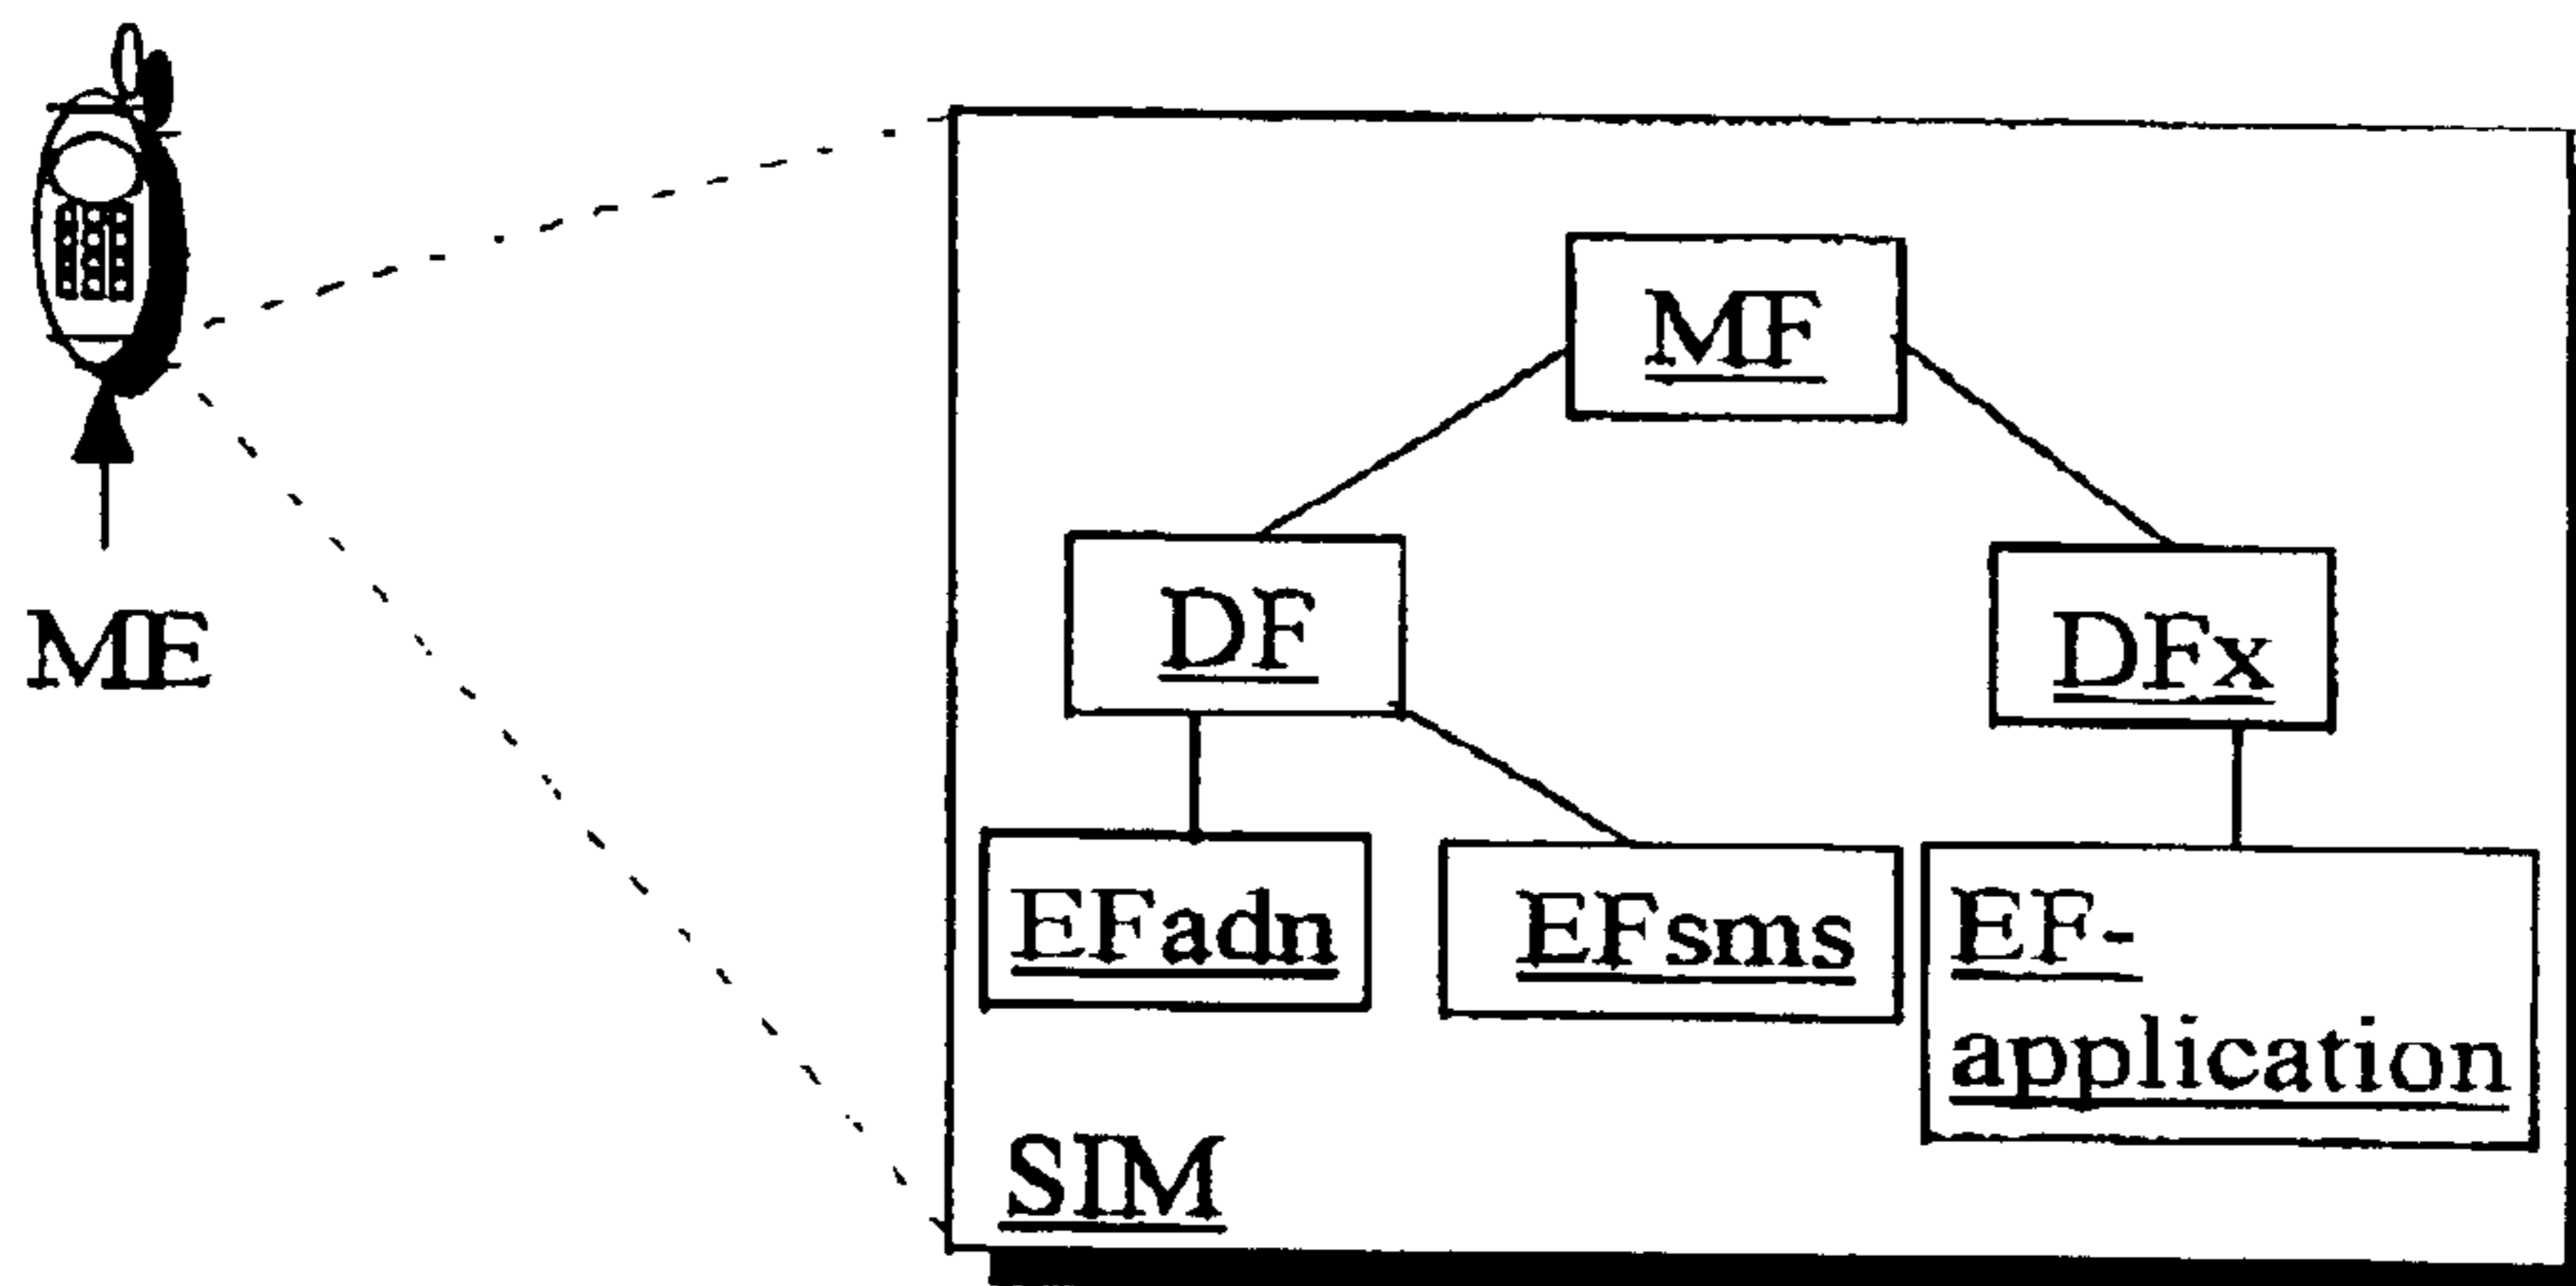 MF
ME
DF
DFx
EFadn
EFsms
EF-
application
SIM